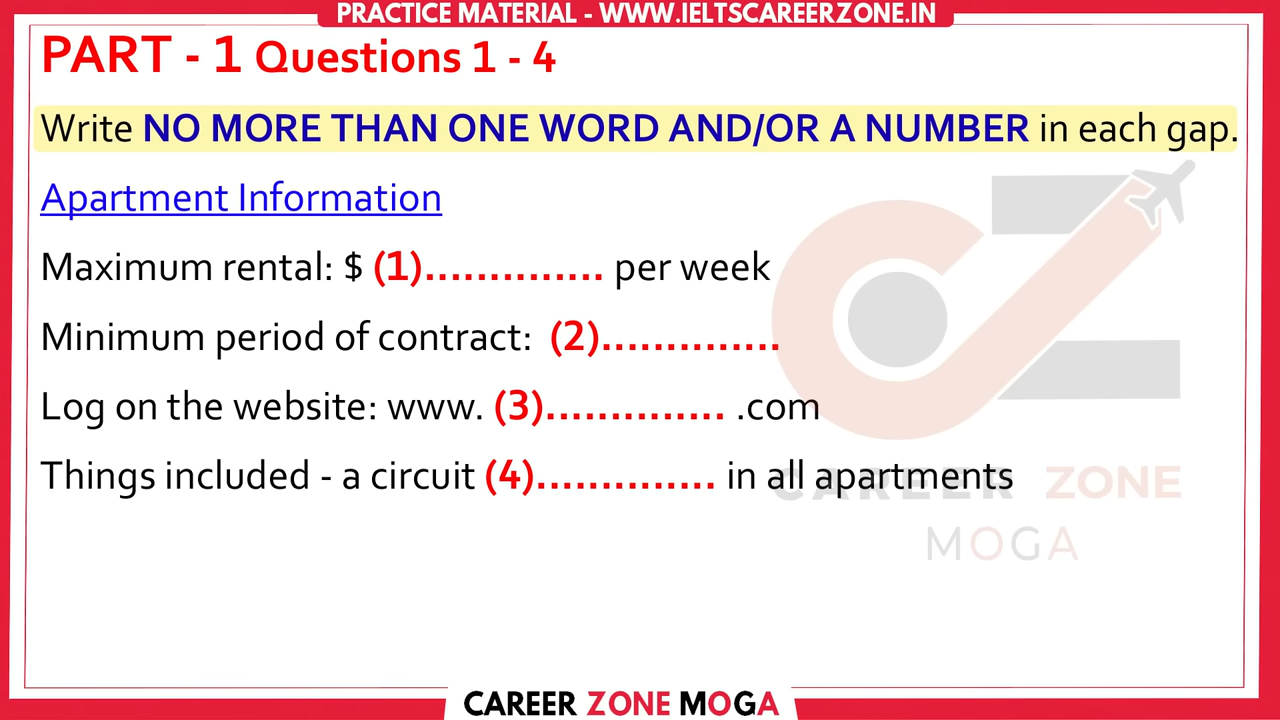 PRACTICE MATERIAL - WWW.IELTSCAREERZONE.IN
PART - 1 Questions 1 - 4
Write NO MORE THAN ONE WORD AND/OR A NUMBER in each gap.
Apartment Information
Maximum rental: $ (1).............. per week
Minimum period of contract: (2)..............
Log on the website: www. (3).............. .com
Things included - a circuit (4).............. in all apartments
CAREER ZONE
MOGA
CAREER ZONE MOGA